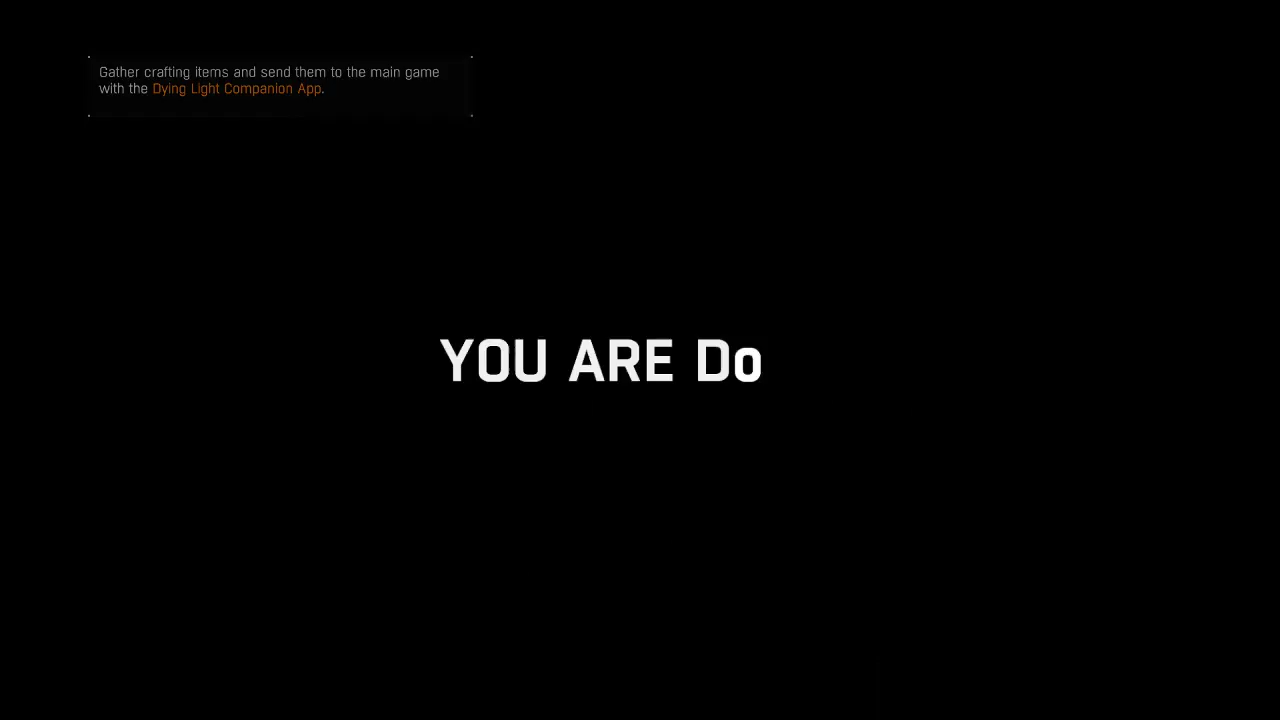 Gather crafting items and send them to the main game
with the Dying Light Companion App.
YOU ARE Do